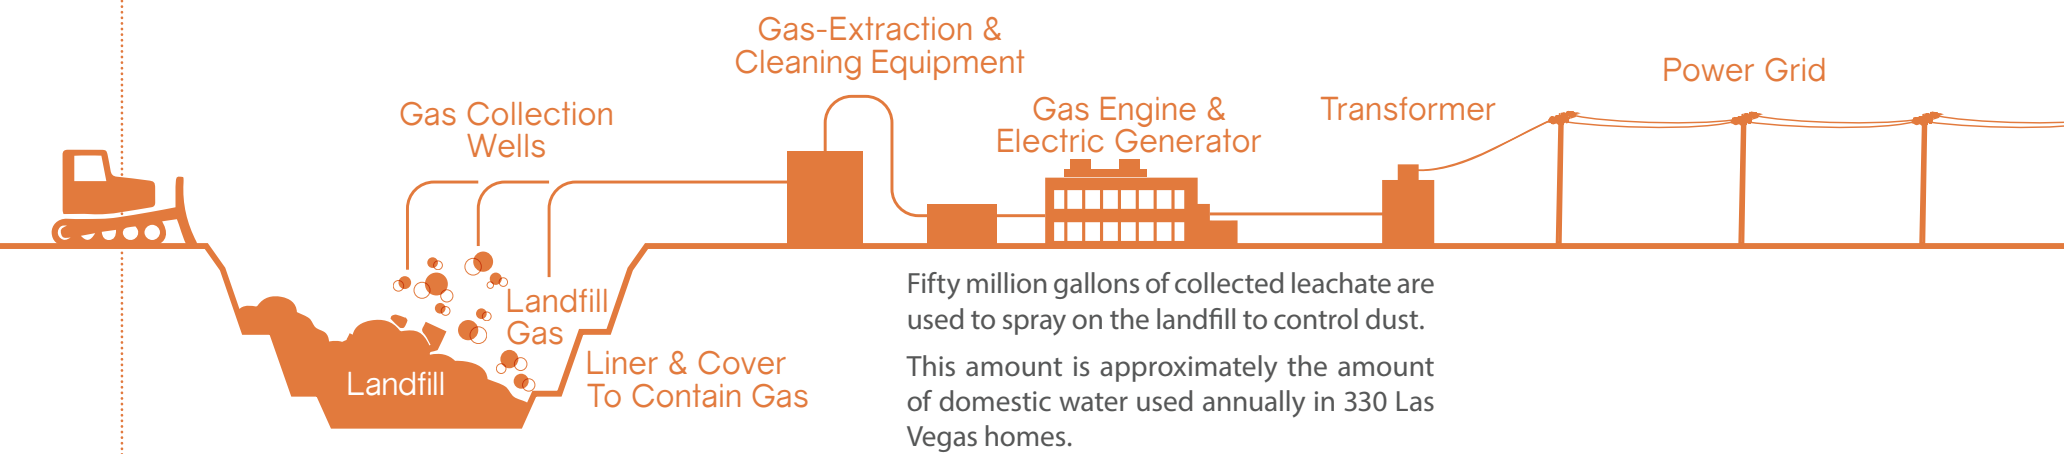 Gas-Extraction &
Cleaning Equipment
Gas Collection
Wells
Gas Engine &
Electric Generator
Transformer
Power Grid
Landfill
Gas
Landfill
Liner & Cover
To Contain Gas
Fifty million gallons of collected leachate are
used to spray on the landfill to control dust.
This amount is approximately the amount
of domestic water used annually in 330 Las
Vegas homes.